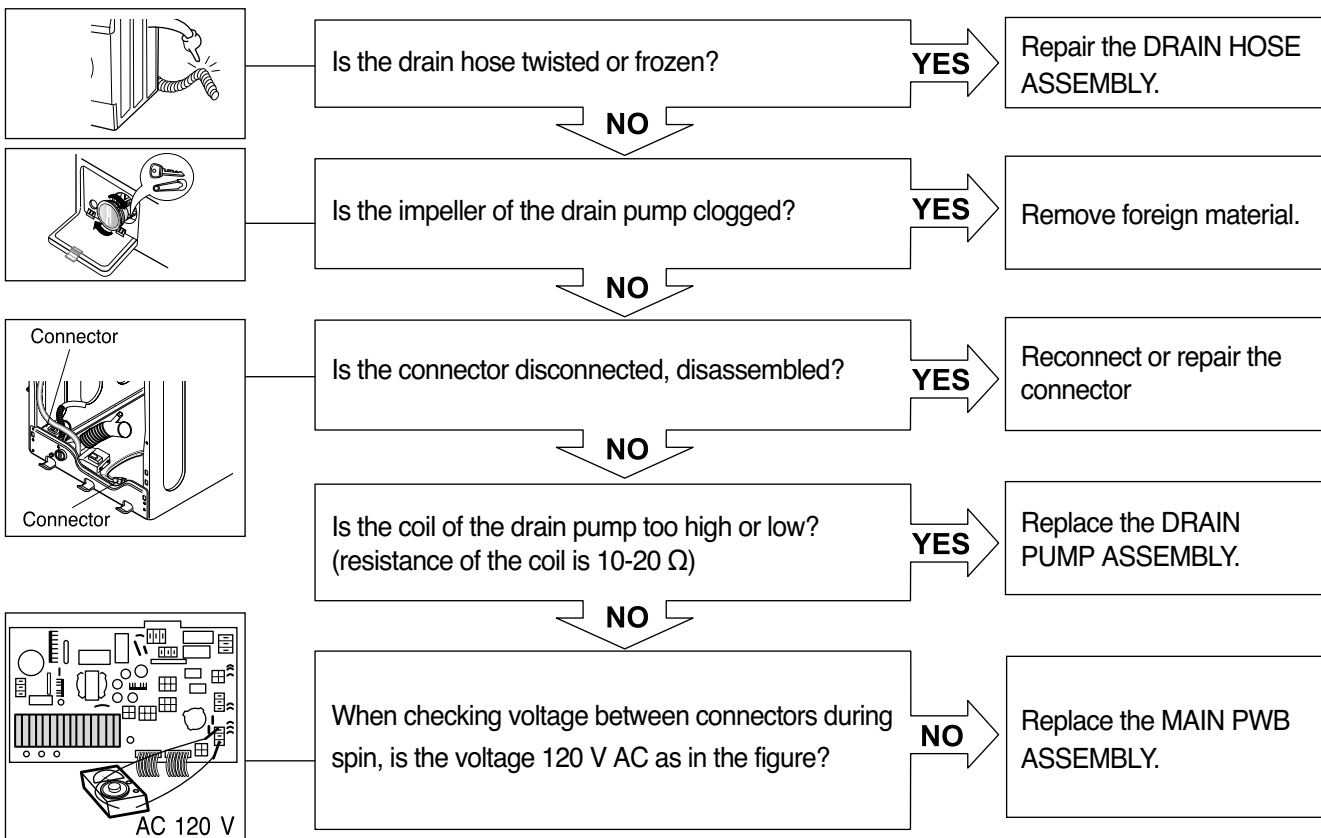 Is the drain hose twisted or frozen?
YES
Repair the DRAIN HOSE
ASSEMBLY.
NO
Is the impeller of the drain pump clogged?
YES
Remove foreign material.
NO
Connector
Connector
Is the connector disconnected, disassembled?
YES
Reconnect or repair the
connector
NO
Is the coil of the drain pump too high or low?
(resistance of the coil is 10-20 Ω)
YES
Replace the DRAIN
PUMP ASSEMBLY.
NO
AC 120 V
When checking voltage between connectors during
spin, is the voltage 120 V AC as in the figure?
NO
Replace the MAIN PWB
ASSEMBLY.